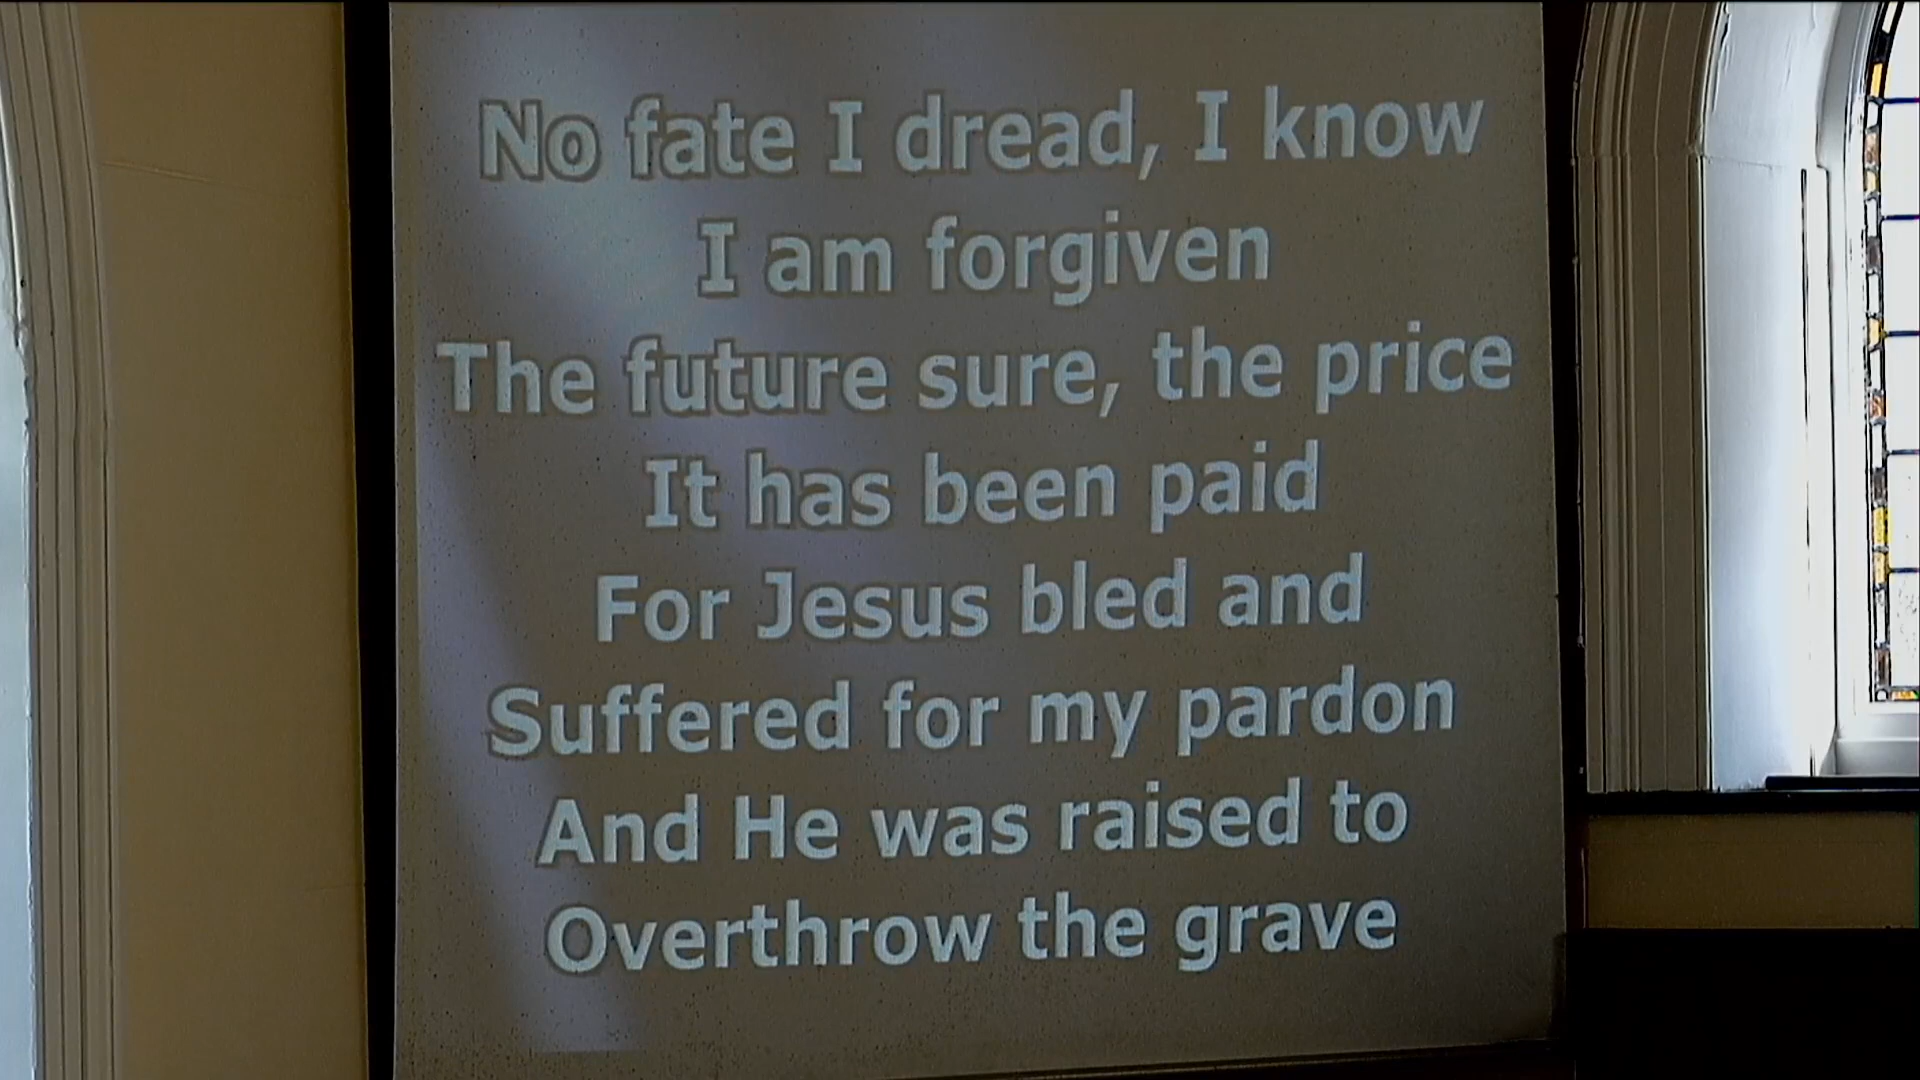 No fate I dread, I know
I am forgiven
The future sure, the price
It has been paid
For Jesus bled and
Suffered for my pardon
And He was raised to
Overthrow the grave